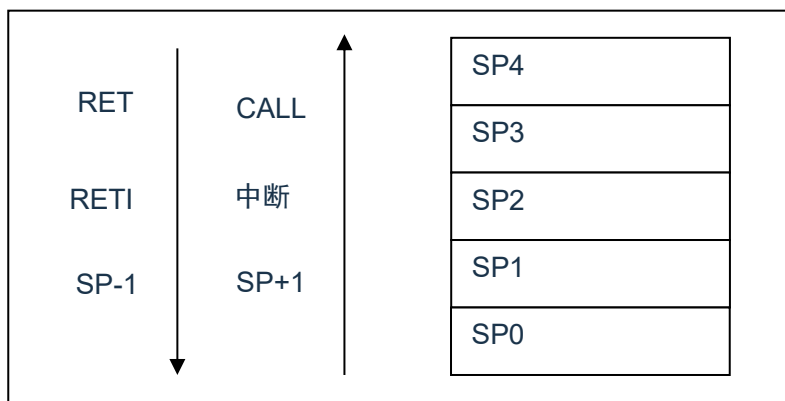 RET
RETI
SP-1
CALL
中断
SP+1
SP4
SP3
SP2
SP1
SP0